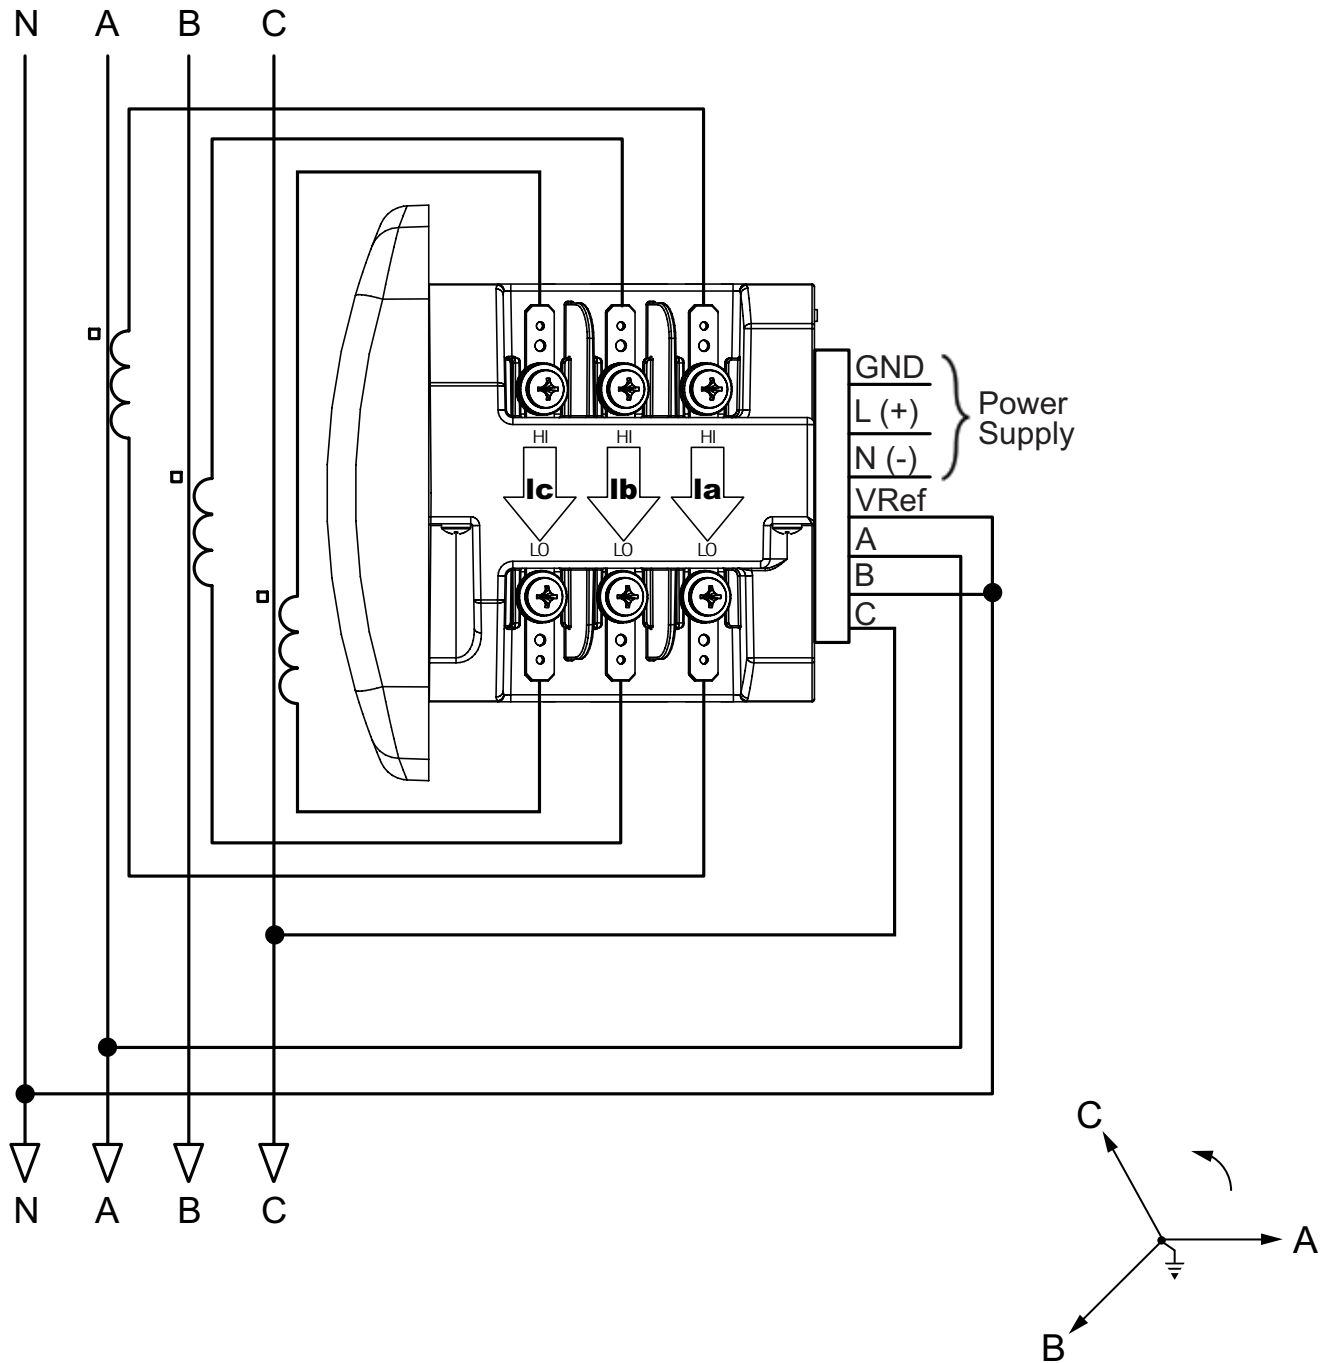 N A B C
GND
L (+)
N (-)
Power
Supply
VRef
A
B
C
HI HI HI
Ic Ib Ia
LO LO LO
N A B C
C
A
B